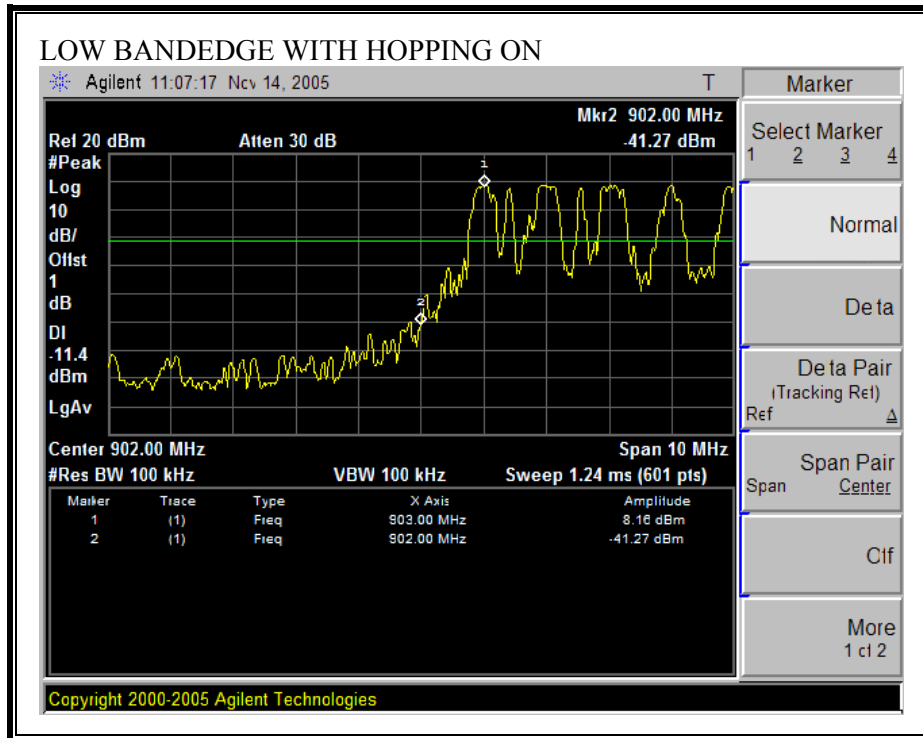 LOW BANDEDGE WITH HOPPING ON
Agilent 11:07:17 Nov 14, 2005 T
Marker
Mkr2 902.00 MHz
Ref 20 dBm Atten 30 dB -41.27 dBm
#Peak
Log
10
dB/
Offst
1
dB
DI
-11.4
dBm
LgAv
1
2
Center 902.00 MHz Span 10 MHz
#Res BW 100 kHz VBW 100 kHz Sweep 1.24 ms (601 pts)
Marker Trace Type X Axis Amplitude
1 (1) Freq 903.00 MHz 8.16 dBm
2 (1) Freq 902.00 MHz -41.27 dBm
Select Marker
1 2 3 4
Normal
Delta
Delta Pair
(Tracking Ref)
Ref Δ
Span Pair
Span Center
Off
More
1 of 2
Copyright 2000-2005 Agilent Technologies